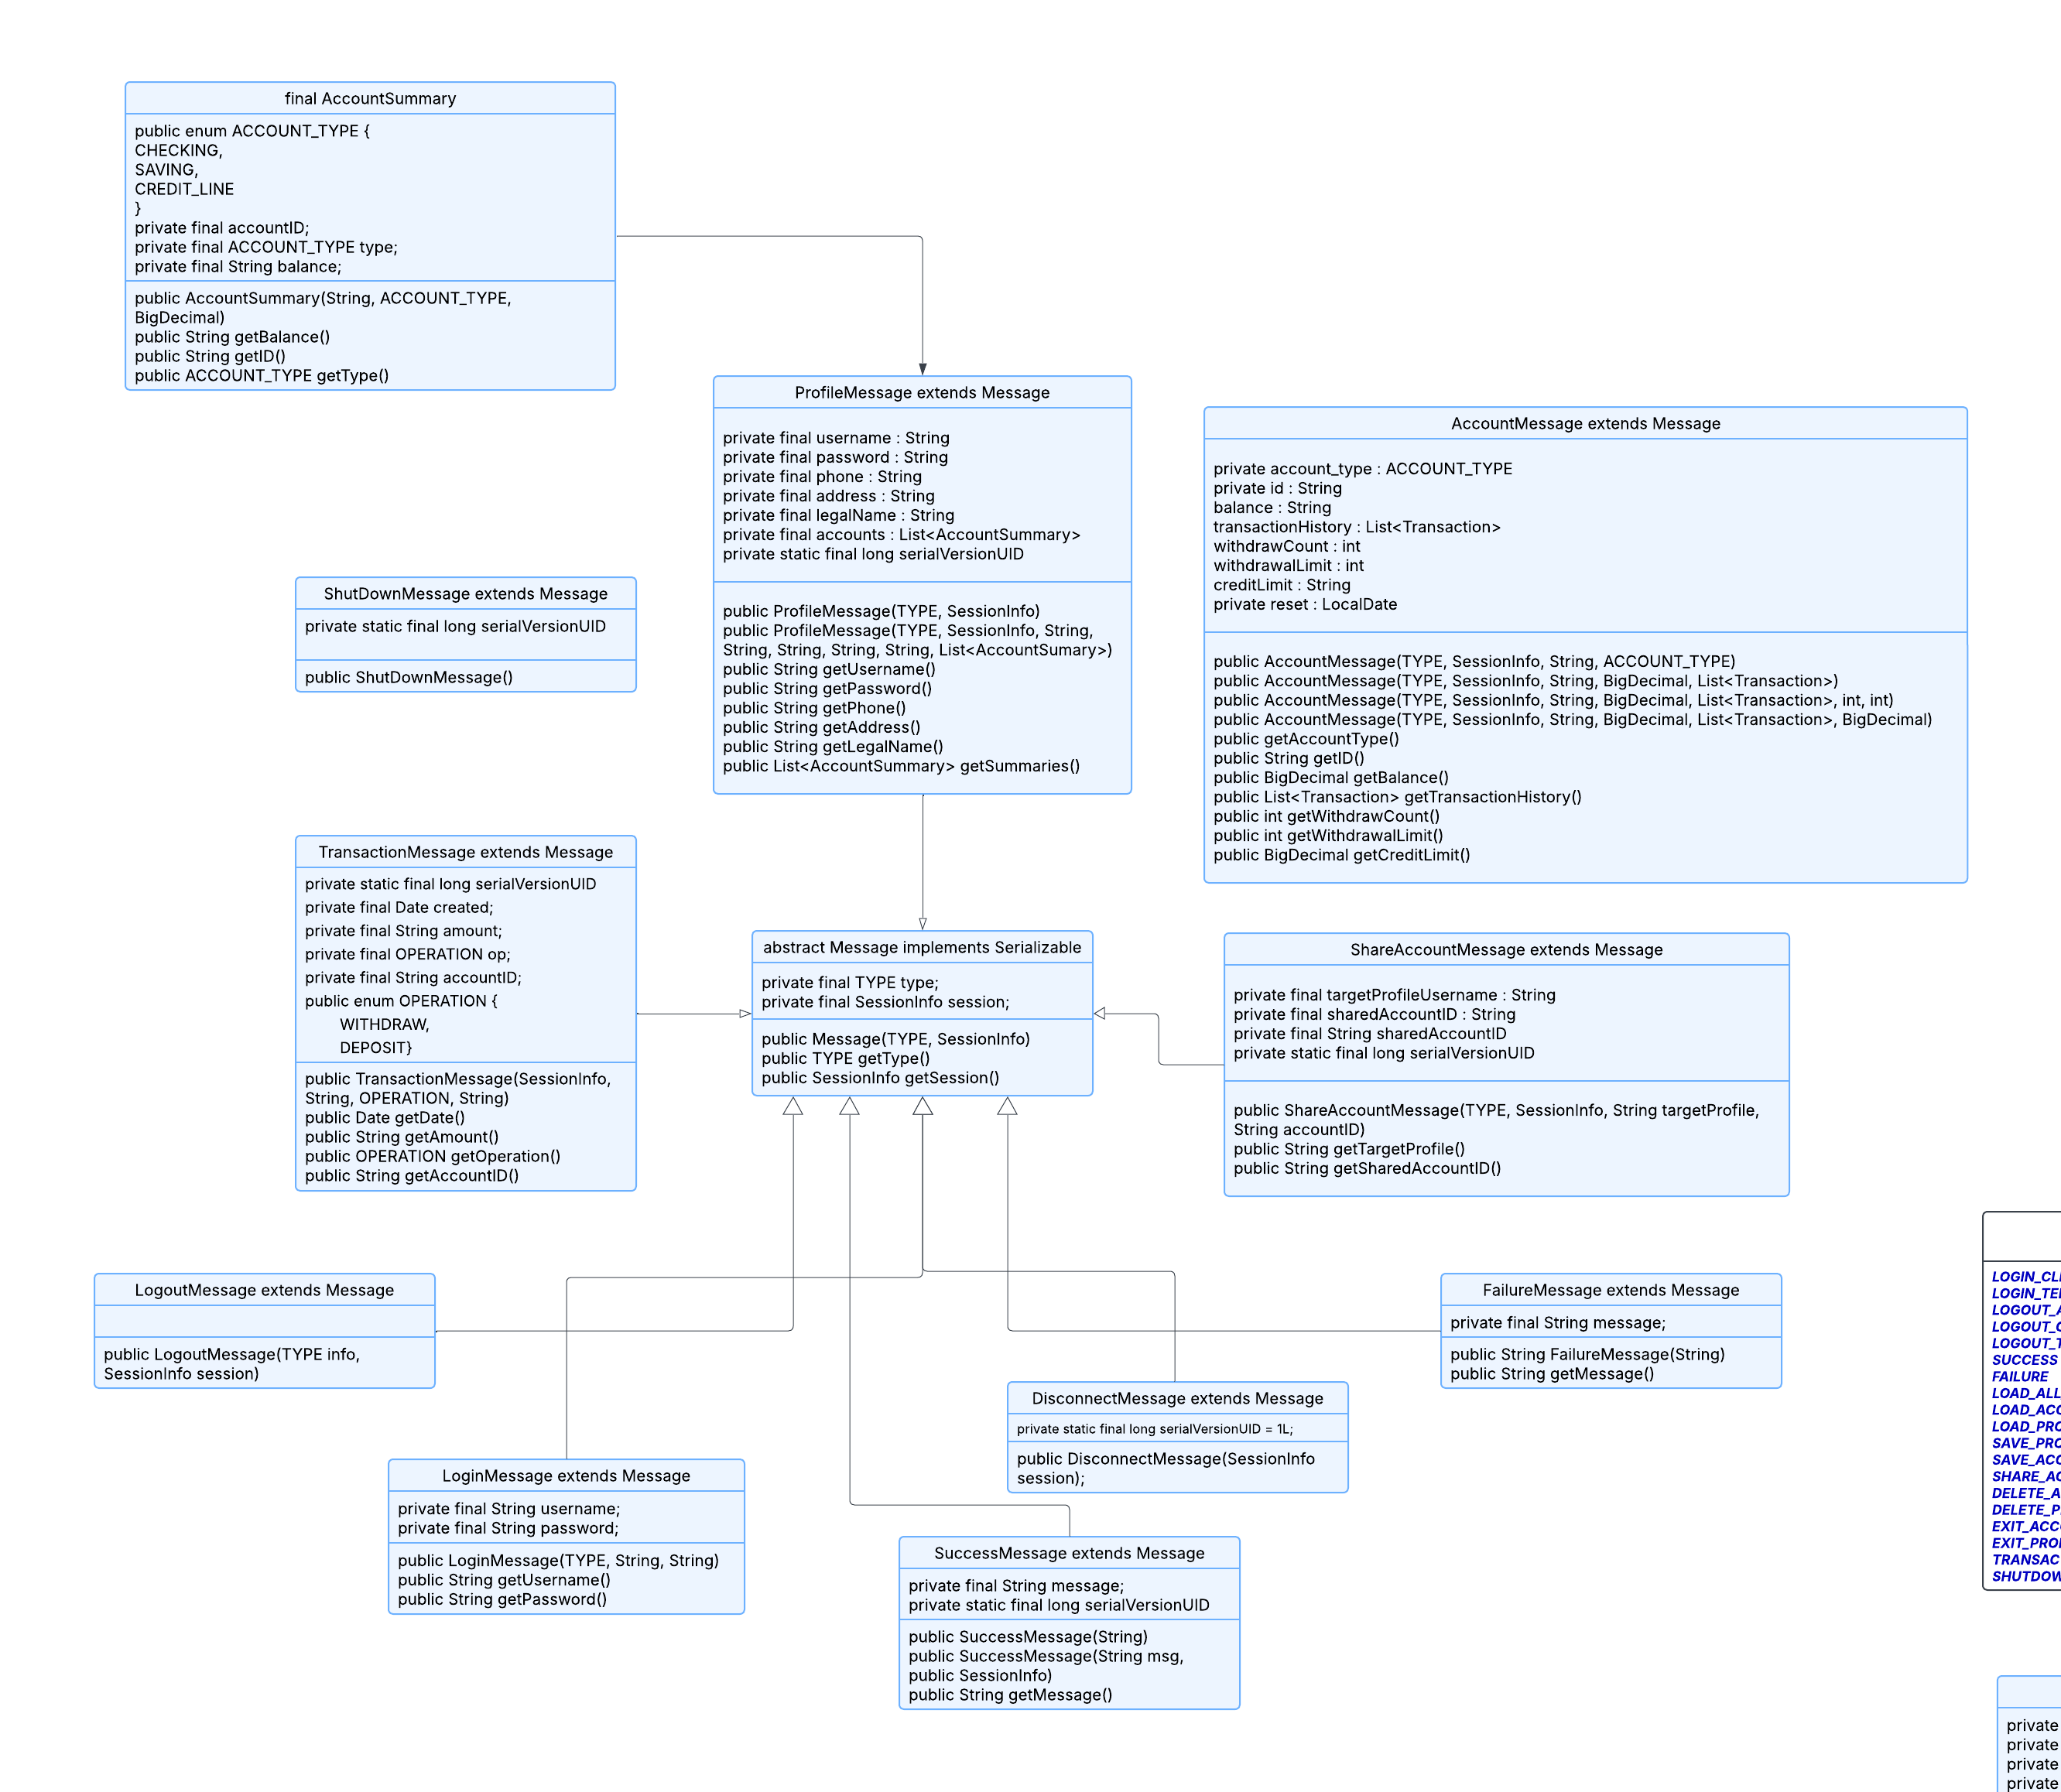 final AccountSummary
public enum ACCOUNT_TYPE {
CHECKING,
SAVING,
CREDIT_LINE
}
private final accountID;
private final ACCOUNT_TYPE type;
private final String balance;
public AccountSummary(String, ACCOUNT_TYPE,
BigDecimal)
public String getBalance()
public String getID()
public ACCOUNT_TYPE getType()
ProfileMessage extends Message
private final username : String
private final password : String
private final phone : String
private final address : String
private final legalName : String
private final accounts : List<AccountSummary>
private static final long serialVersionUID
public ProfileMessage(TYPE, SessionInfo)
public ProfileMessage(TYPE, SessionInfo, String,
String, String, String, String, List<AccountSumary>)
public String getUsername()
public String getPassword()
public String getPhone()
public String getAddress()
public String getLegalName()
public List<AccountSummary> getSummaries()
AccountMessage extends Message
private account_type : ACCOUNT_TYPE
private id : String
balance : String
transactionHistory : List<Transaction>
withdrawCount : int
withdrawalLimit : int
creditLimit : String
private reset : LocalDate
public AccountMessage(TYPE, SessionInfo, String, ACCOUNT_TYPE)
public AccountMessage(TYPE, SessionInfo, String, BigDecimal, List<Transaction>)
public AccountMessage(TYPE, SessionInfo, String, BigDecimal, List<Transaction>, int, int)
public AccountMessage(TYPE, SessionInfo, String, BigDecimal, List<Transaction>, BigDecimal)
public getAccountType()
public String getID()
public BigDecimal getBalance()
public List<Transaction> getTransactionHistory()
public int getWithdrawCount()
public int getWithdrawalLimit()
public BigDecimal getCreditLimit()
ShutDownMessage extends Message
private static final long serialVersionUID
public ShutDownMessage()
TransactionMessage extends Message
private static final long serialVersionUID
private final Date created;
private final String amount;
private final OPERATION op;
private final String accountID;
public enum OPERATION {
WITHDRAW,
DEPOSIT}
public TransactionMessage(SessionInfo,
String, OPERATION, String)
public Date getDate()
public String getAmount()
public OPERATION getOperation()
public String getAccountID()
abstract Message implements Serializable
private final TYPE type;
private final SessionInfo session;
public Message(TYPE, SessionInfo)
public TYPE getType()
public SessionInfo getSession()
ShareAccountMessage extends Message
private final targetProfileUsername : String
private final sharedAccountID : String
private final String sharedAccountID
private static final long serialVersionUID
public ShareAccountMessage(TYPE, SessionInfo, String targetProfile,
String accountID)
public String getTargetProfile()
public String getSharedAccountID()
LogoutMessage extends Message
public LogoutMessage(TYPE info,
SessionInfo session)
FailureMessage extends Message
private final String message;
public String FailureMessage(String)
public String getMessage()
DisconnectMessage extends Message
private static final long serialVersionUID = 1L;
public DisconnectMessage(SessionInfo
session);
LoginMessage extends Message
private final String username;
private final String password;
public LoginMessage(TYPE, String, String)
public String getUsername()
public String getPassword()
SuccessMessage extends Message
private final String message;
private static final long serialVersionUID
public SuccessMessage(String)
public SuccessMessage(String msg,
public SessionInfo)
public String getMessage()
SUCCESS
FAILURE
private
private
private
private